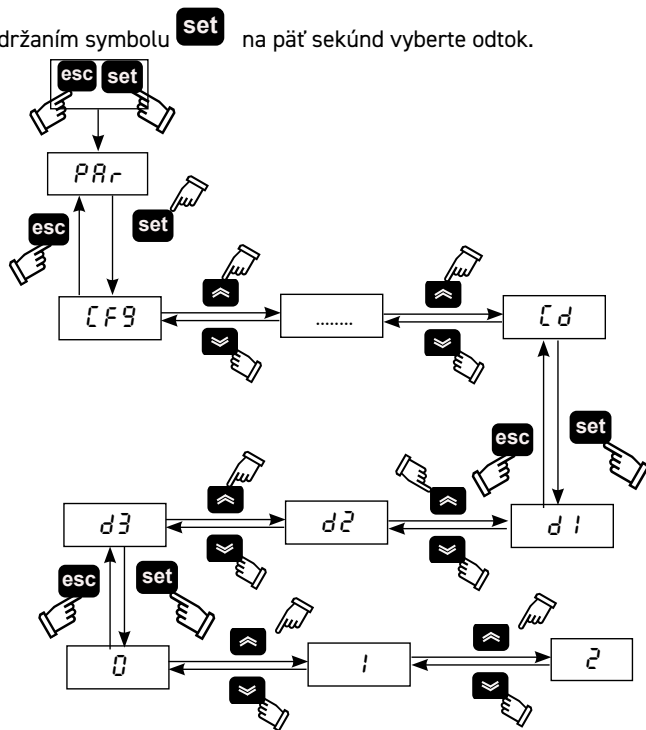 držaním symbolu set na päť sekúnd vyberte odtok.
esc set
PAr
esc set
CFg ........ Cd
esc set
d3 d2 d1
esc set
0 1 2